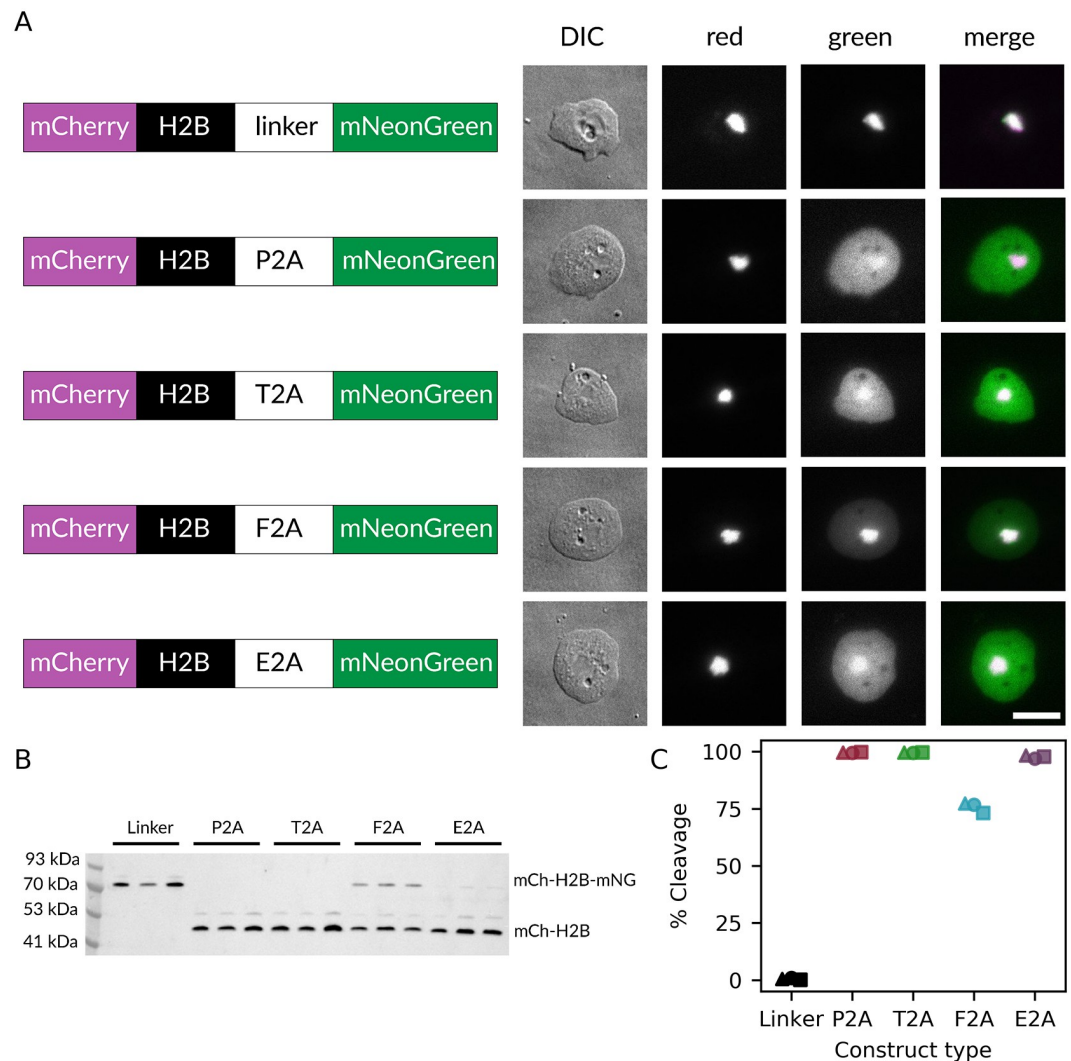 A
DIC red green merge
mCherry H2B linker mNeonGreen
mCherry H2B P2A mNeonGreen
mCherry H2B T2A mNeonGreen
mCherry H2B F2A mNeonGreen
mCherry H2B E2A mNeonGreen
B
Linker P2A T2A F2A E2A
93 kDa
70 kDa
53 kDa
41 kDa
mCh-H2B-mNG
mCh-H2B
C
% Cleavage
100
75
50
25
0
Linker P2A T2A F2A E2A
Construct type